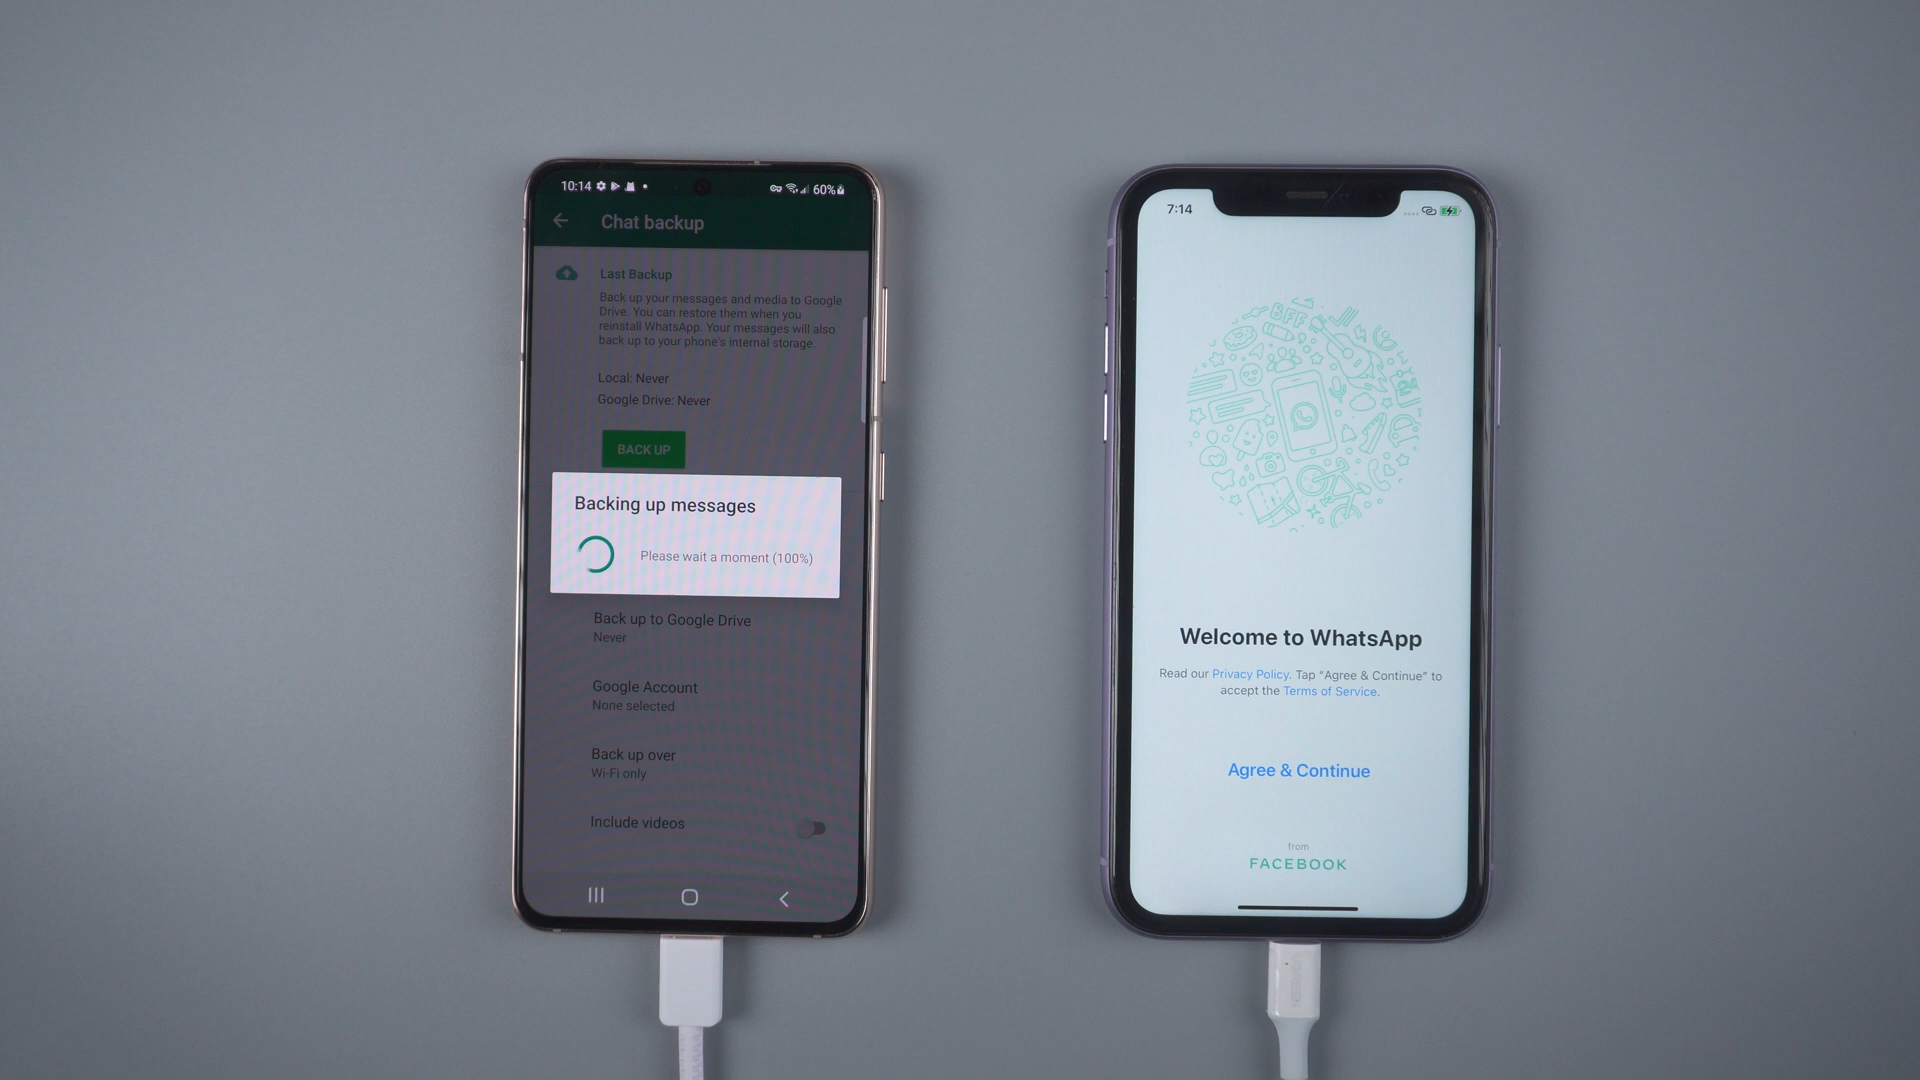 10:14
60%
Chat backup
Last Backup
Back up your messages and media to Google
Drive. You can restore them when you
reinstall WhatsApp. Your messages will also
back up to your phone's internal storage.
Local: Never
Google Drive: Never
BACK UP
Backing up messages
Please wait a moment (100%)
Back up to Google Drive
Never
Google Account
None selected
Back up over
Wi-Fi only
Include videos
7:14
BFF
Welcome to WhatsApp
Read our Privacy Policy. Tap “Agree & Continue” to
accept the Terms of Service.
Agree & Continue
from
FACEBOOK
UGREEN